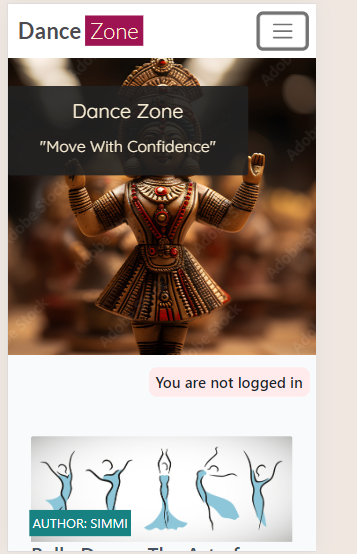 Dance Zone
Dance Zone
"Move With Confidence"
You are not logged in
AUTHOR: SIMMI